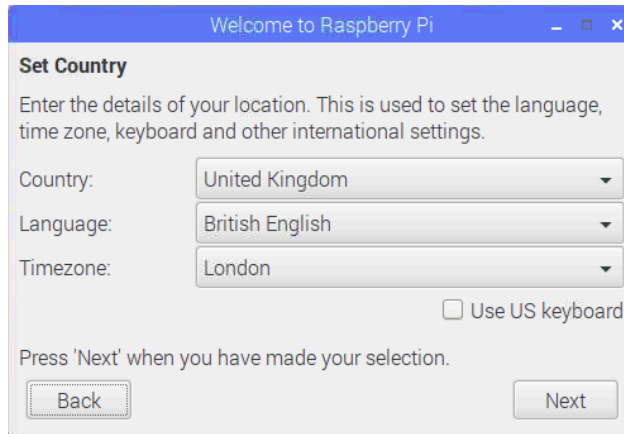 Welcome to Raspberry Pi
Set Country
Enter the details of your location. This is used to set the language,
time zone, keyboard and other international settings.
Country: United Kingdom
Language: British English
Timezone: London
Use US keyboard
Press 'Next' when you have made your selection.
Back Next